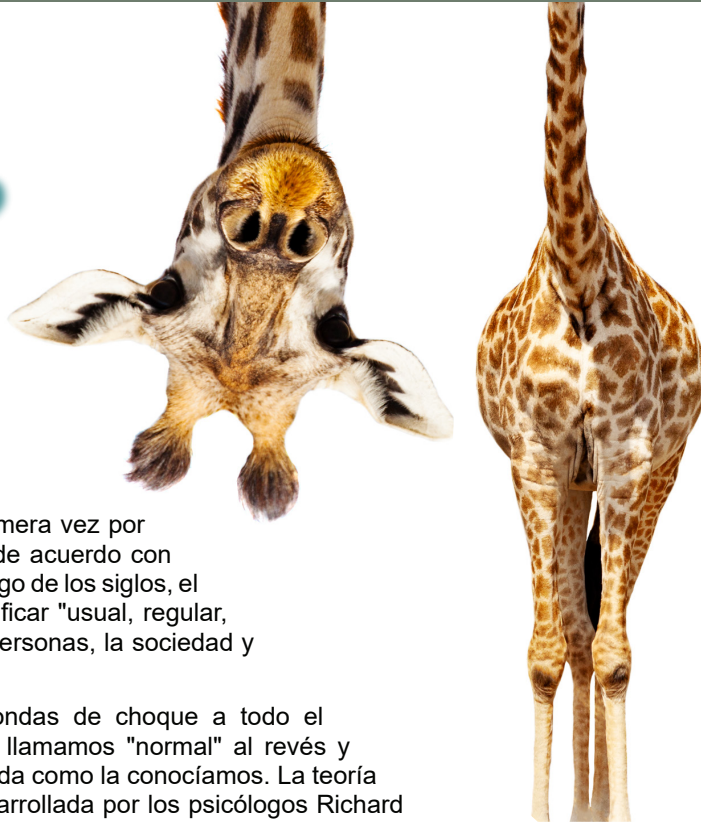 mera vez por
de acuerdo con
go de los siglos, el
ficar "usual, regular,
ersonas, la sociedad y
ondas de choque a todo el
llamamos "normal" al revés y
da como la conocíamos. La teoría
arrollada por los psicólogos Richard